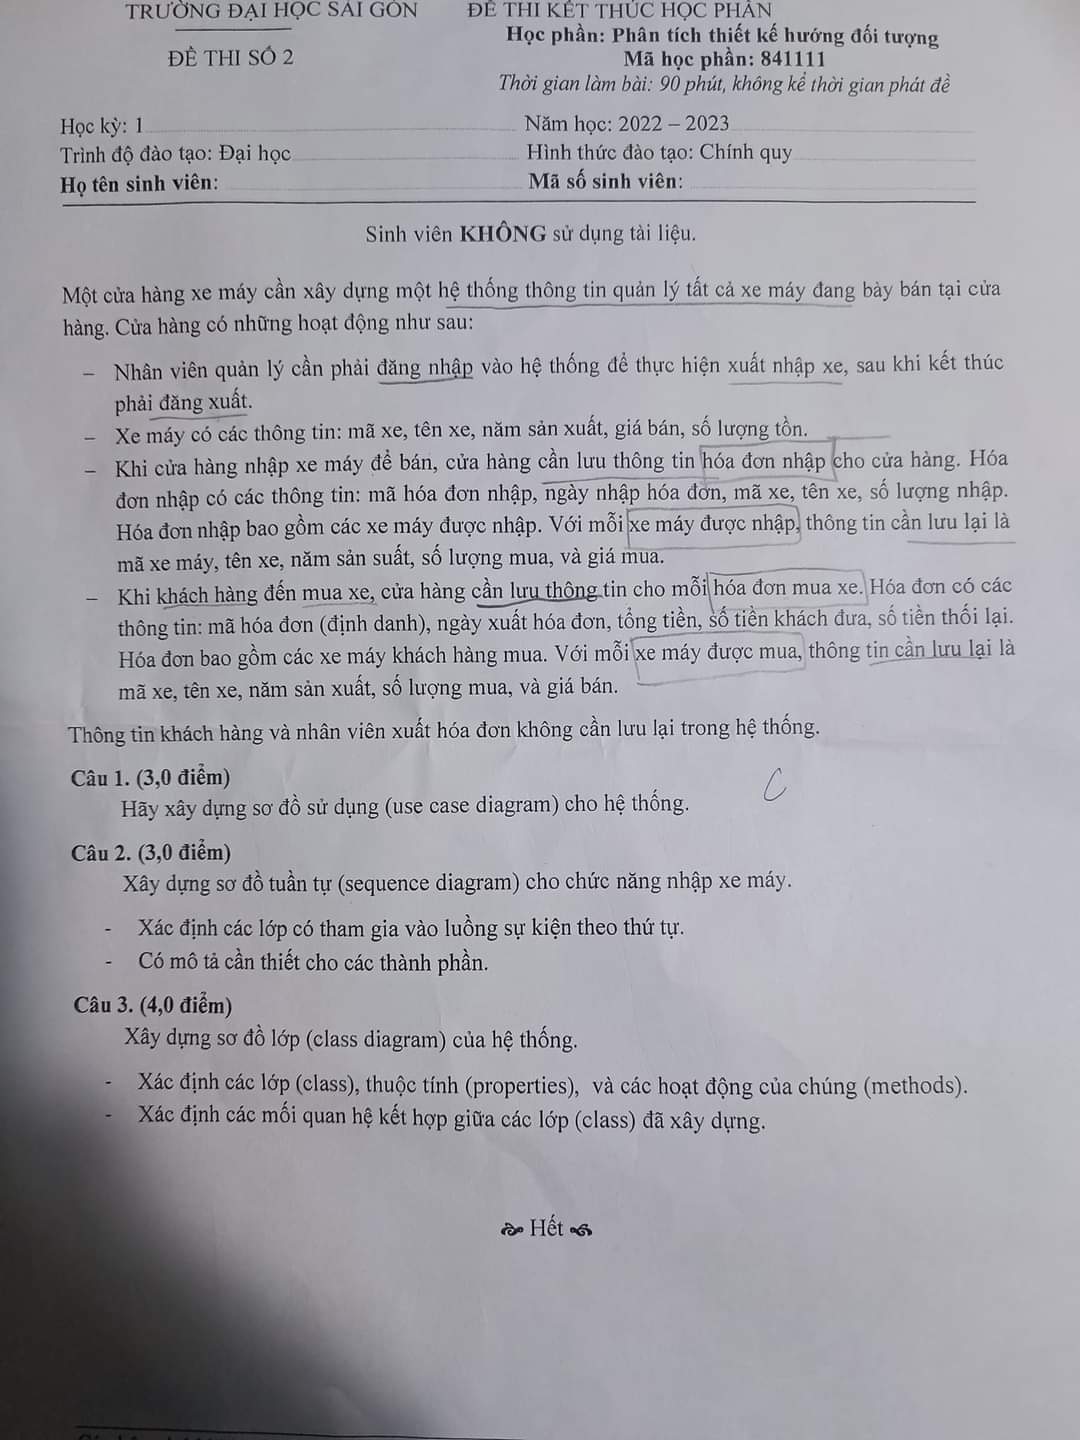 TRƯỜNG ĐẠI HỌC SÀI GÒN
ĐỀ THI KẾT THÚC HỌC PHẦN
Học phần: Phân tích thiết kế hướng đối tượng
ĐỀ THI SỐ 2
Mã học phần: 841111
Thời gian làm bài: 90 phút, không kể thời gian phát đề
Học kỳ: 1
Năm học: 2022 – 2023
Trình độ đào tạo: Đại học
Hình thức đào tạo: Chính quy
Họ tên sinh viên:
Mã số sinh viên:
Sinh viên KHÔNG sử dụng tài liệu.
Một cửa hàng xe máy cần xây dựng một hệ thống thông tin quản lý tất cả xe máy đang bày bán tại cửa
hàng. Cửa hàng có những hoạt động như sau:
– Nhân viên quản lý cần phải đăng nhập vào hệ thống để thực hiện xuất nhập xe, sau khi kết thúc
phải đăng xuất.
– Xe máy có các thông tin: mã xe, tên xe, năm sản xuất, giá bán, số lượng tồn.
– Khi cửa hàng nhập xe máy để bán, cửa hàng cần lưu thông tin hóa đơn nhập cho cửa hàng. Hóa
đơn nhập có các thông tin: mã hóa đơn nhập, ngày nhập hóa đơn, mã xe, tên xe, số lượng nhập.
Hóa đơn nhập bao gồm các xe máy được nhập. Với mỗi xe máy được nhập, thông tin cần lưu lại là
mã xe máy, tên xe, năm sản suất, số lượng mua, và giá mua.
– Khi khách hàng đến mua xe, cửa hàng cần lưu thông tin cho mỗi hóa đơn mua xe. Hóa đơn có các
thông tin: mã hóa đơn (định danh), ngày xuất hóa đơn, tổng tiền, số tiền khách đưa, số tiền thối lại.
Hóa đơn bao gồm các xe máy khách hàng mua. Với mỗi xe máy được mua, thông tin cần lưu lại là
mã xe, tên xe, năm sản xuất, số lượng mua, và giá bán.
Thông tin khách hàng và nhân viên xuất hóa đơn không cần lưu lại trong hệ thống.
Câu 1. (3,0 điểm)
Hãy xây dựng sơ đồ sử dụng (use case diagram) cho hệ thống.
Câu 2. (3,0 điểm)
Xây dựng sơ đồ tuần tự (sequence diagram) cho chức năng nhập xe máy.
- Xác định các lớp có tham gia vào luồng sự kiện theo thứ tự.
- Có mô tả cần thiết cho các thành phần.
Câu 3. (4,0 điểm)
Xây dựng sơ đồ lớp (class diagram) của hệ thống.
- Xác định các lớp (class), thuộc tính (properties), và các hoạt động của chúng (methods).
- Xác định các mối quan hệ kết hợp giữa các lớp (class) đã xây dựng.
Hết